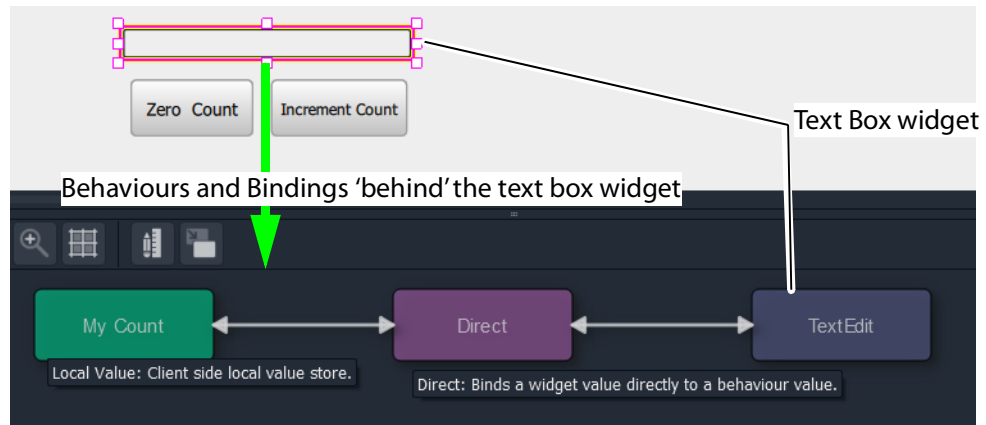 Zero Count
Increment Count
Text Box widget
Behaviours and Bindings ‘behind’ the text box widget
My Count
Direct
TextEdit
Local Value: Client side local value store.
Direct: Binds a widget value directly to a behaviour value.